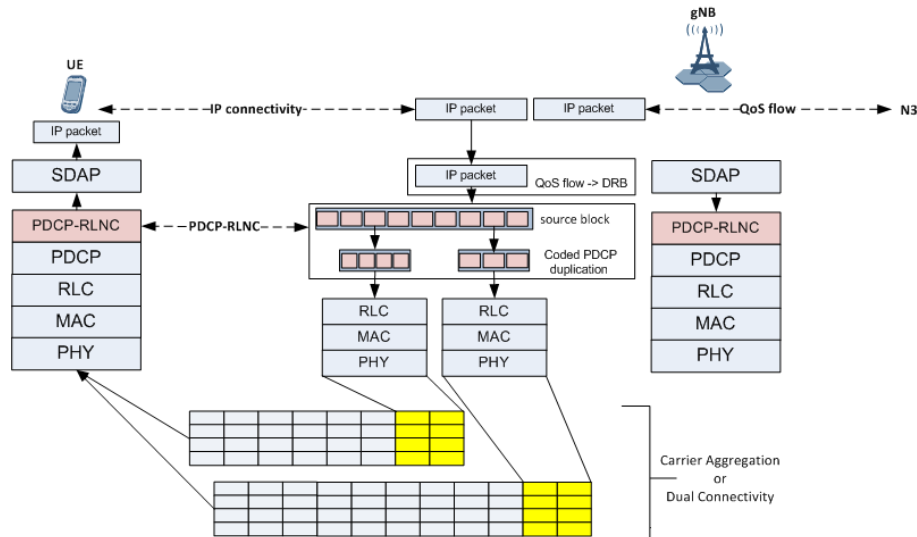 gNB
UE
IP connectivity
IP packet
IP packet
QoS flow
N3
IP packet
SDAP
IP packet
QoS flow -> DRB
SDAP
PDCP-RLNC
PDCP-RLNC
source block
PDCP-RLNC
PDCP
Coded PDCP
duplication
PDCP
RLC
RLC
RLC
RLC
MAC
MAC
MAC
MAC
PHY
PHY
PHY
PHY
Carrier Aggregation
or
Dual Connectivity